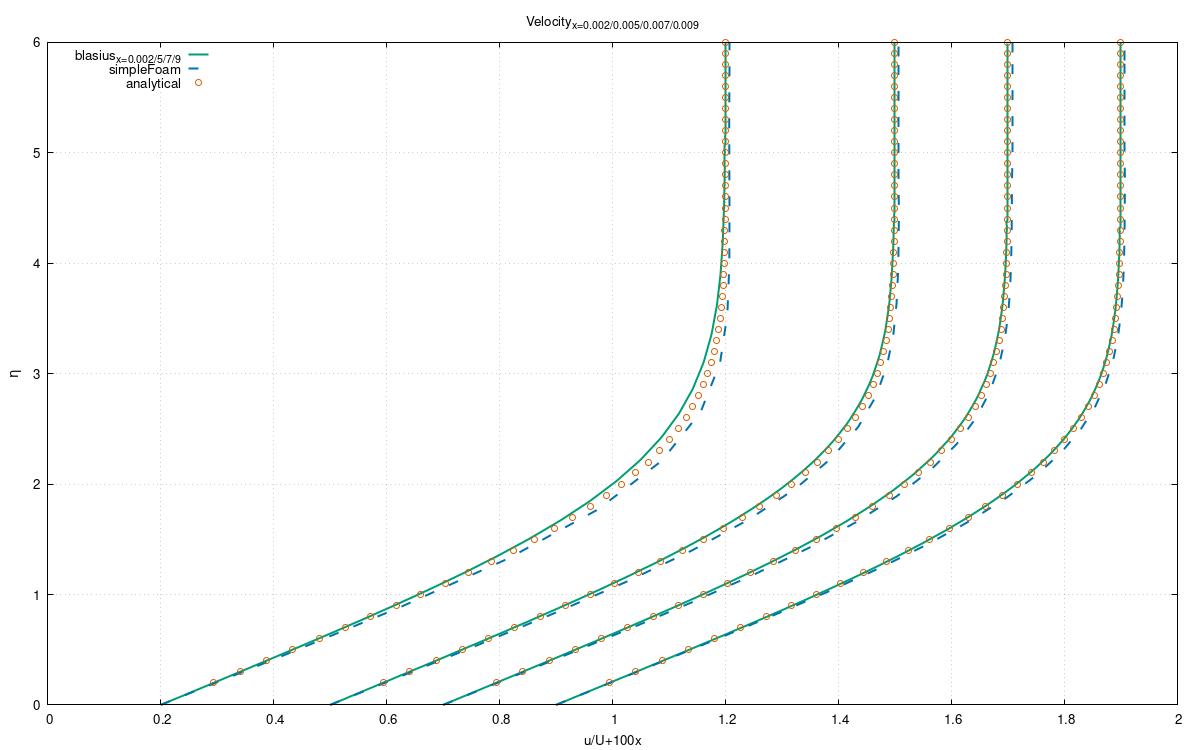 Velocity_x=0.002/0.005/0.007/0.009
blasius_x=0.002/5/7/9
simpleFoam
analytical
6
5
4
3
2
1
0
η
0 0.2 0.4 0.6 0.8 1 1.2 1.4 1.6 1.8 2
u/U+100x